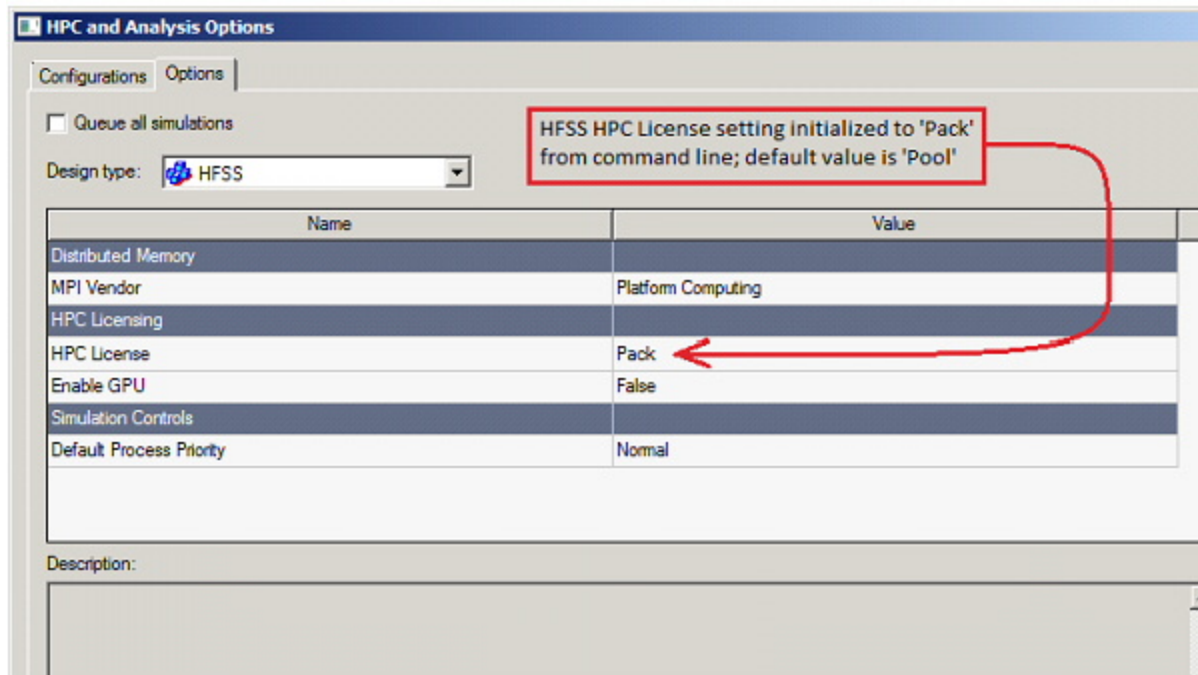 HPC and Analysis Options
Configurations Options
Queue all simulations
HFSS HPC License setting initialized to 'Pack'
from command line; default value is 'Pool'
Design type: HFSS
Name Value
Distributed Memory
MPI Vendor Platform Computing
HPC Licensing
HPC License Pack
Enable GPU False
Simulation Controls
Default Process Priority Normal
Description: